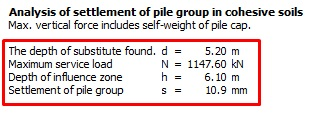 Analysis of settlement of pile group in cohesive soils
Max. vertical force includes self-weight of pile cap.
The depth of substitute found. d = 5.20 m
Maximum service load N = 1147.60 kN
Depth of influence zone h = 6.10 m
Settlement of pile group s = 10.9 mm